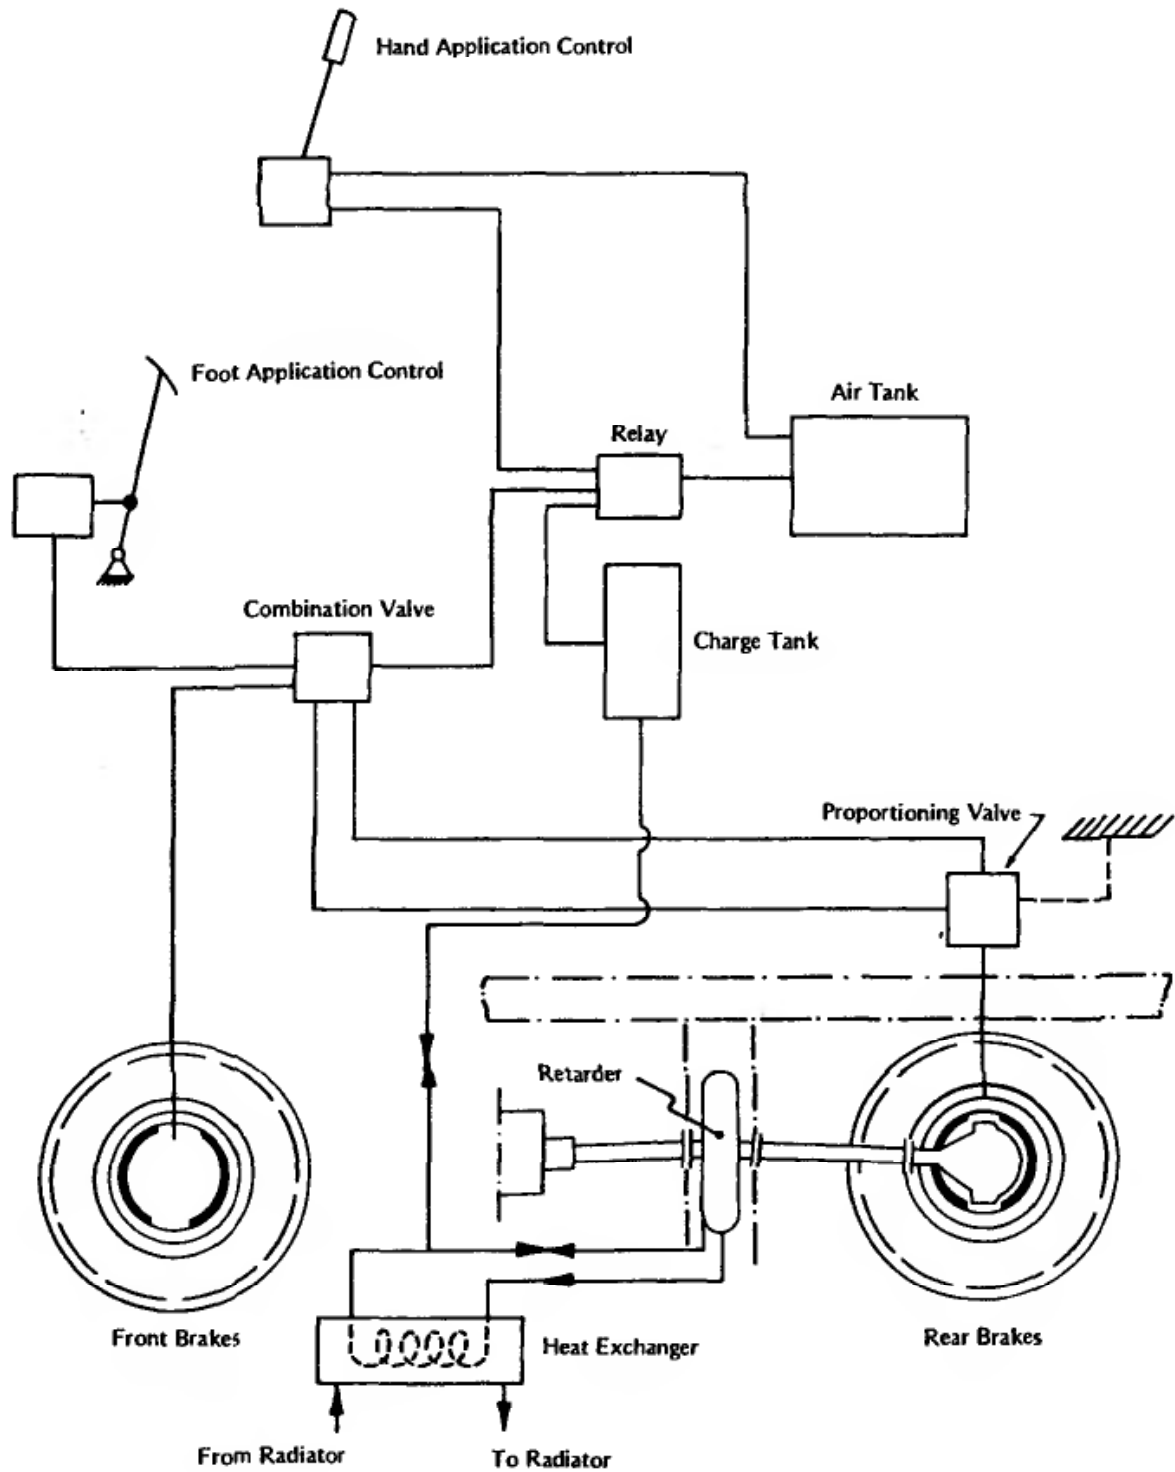 Hand Application Control
Foot Application Control
Air Tank
Relay
Combination Valve
Charge Tank
Proportioning Valve
Retarder
Front Brakes
Heat Exchanger
Rear Brakes
From Radiator
To Radiator